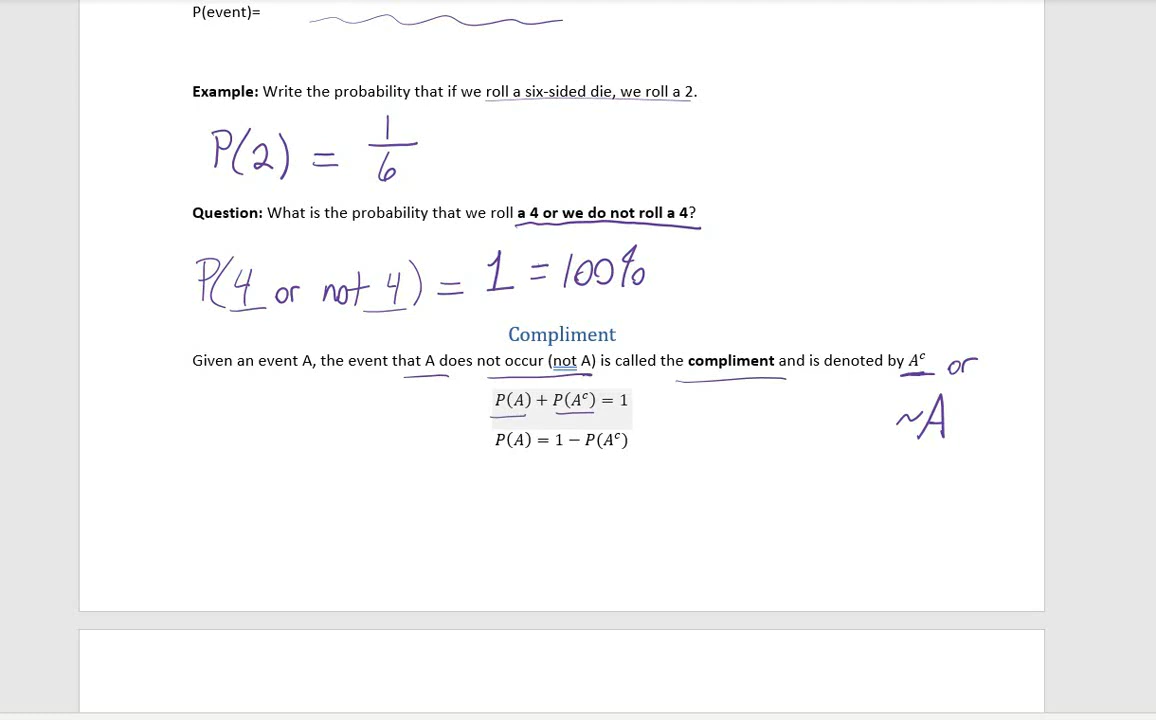 P(event)=
Example: Write the probability that if we roll a six-sided die, we roll a 2.
P(2) = 1/6
Question: What is the probability that we roll a 4 or we do not roll a 4?
P(4 or not 4) = 1 = 100%
Compliment
Given an event A, the event that A does not occur (not A) is called the compliment and is denoted by Aᶜ or
~A
P(A) + P(Aᶜ) = 1
P(A) = 1 − P(Aᶜ)